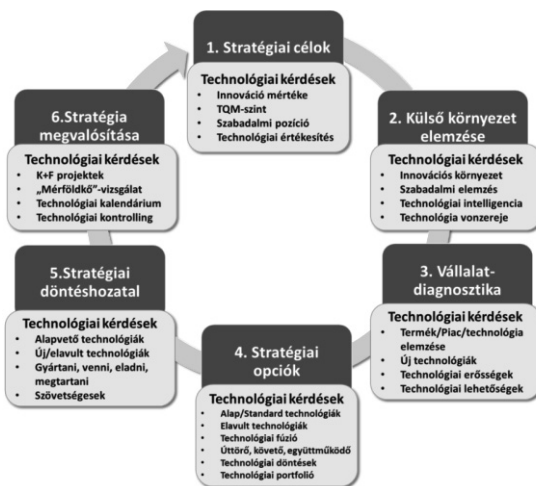 1. Stratégiai célok
Technológiai kérdések
• Innováció mértéke
• TQM-szint
• Szabadalmi pozíció
• Technológiai értékesítés
2. Külső környezet
elemzése
Technológiai kérdések
• Innovációs környezet
• Szabadalmi elemzés
• Technológiai intelligencia
• Technológia vonzereje
3. Vállalat-
diagnosztika
Technológiai kérdések
• Termék/Piac/technológia
elemzése
• Új technológiák
• Technológiai erősségek
• Technológiai lehetőségek
4. Stratégiai
opciók
Technológiai kérdések
• Alap/Standard technológiák
• Elavult technológiák
• Technológiai fúzió
• Úttörő, követő, együttműködő
• Technológiai döntések
• Technológiai portfolió
5.Stratégiai
döntéshozatal
Technológiai kérdések
• Alapvető technológiák
• Új/elavult technológiák
• Gyártani, venni, eladni,
megtartani
• Szövetségesek
6.Stratégia
megvalósítása
Technológiai kérdések
• K+F projektek
• „Mérföldkő"-vizsgálat
• Technológiai kalendárium
• Technológiai kontrolling